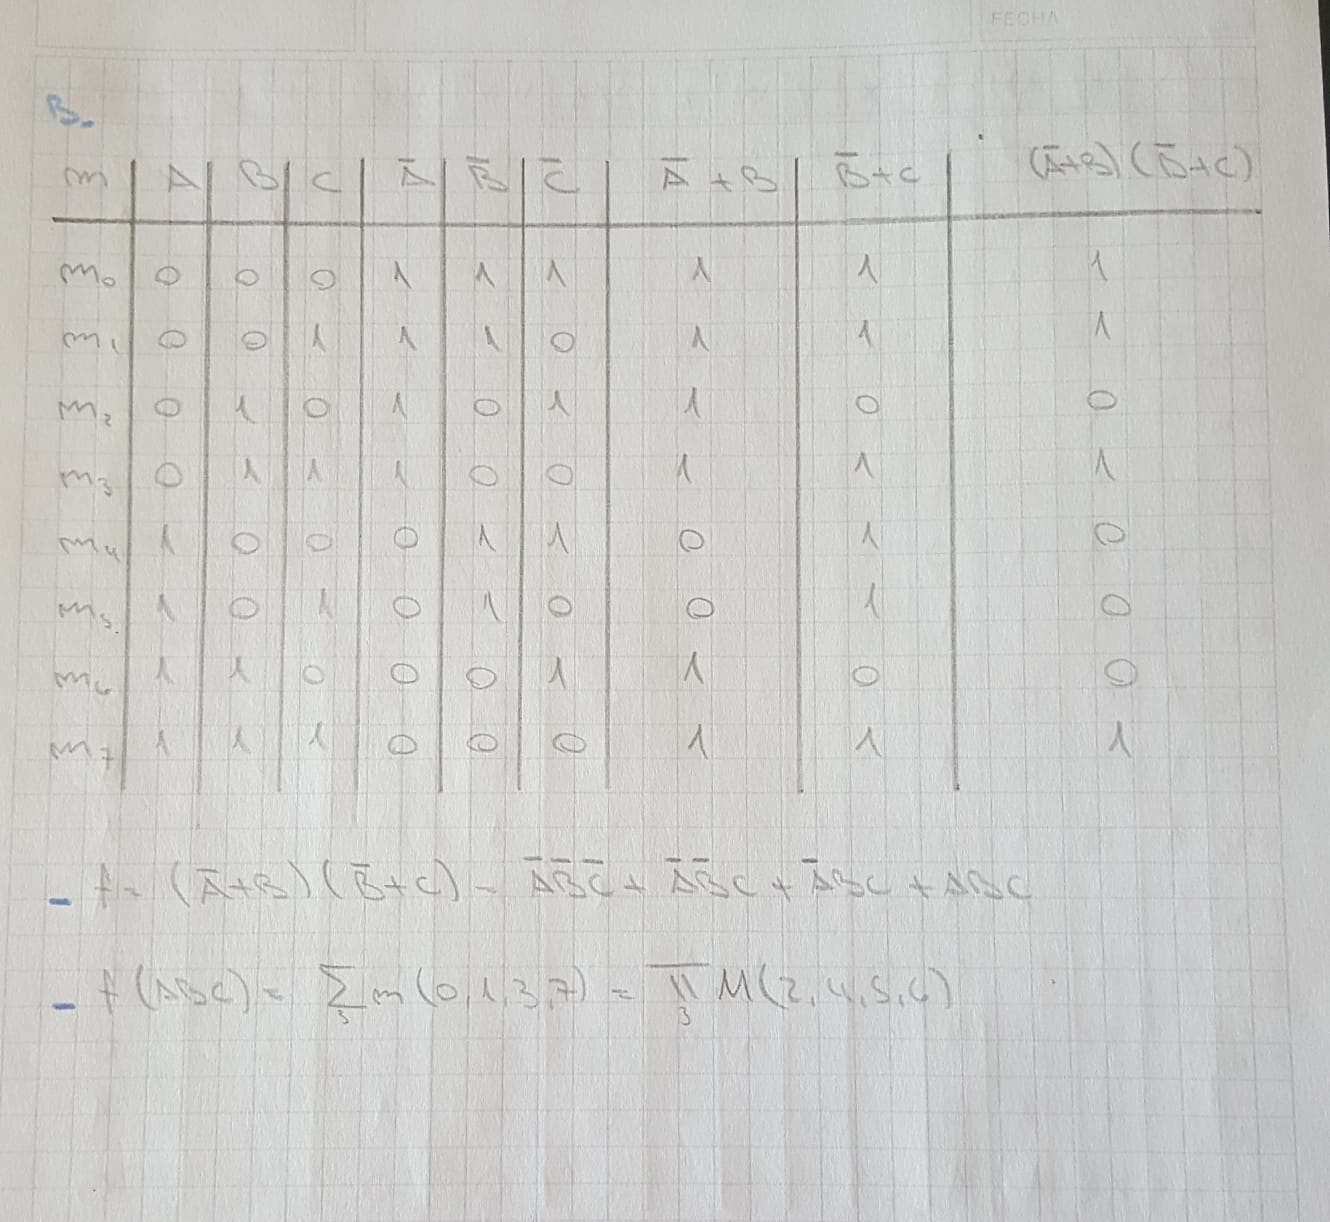 FECHA
B.
m | A | B | C | A̅ | B̅ | C̅ | A̅ + B | B̅+C | (A̅+B) (B̅+C)
m₀ 0 0 0 1 1 1 1 1 1
m₁ 0 0 1 1 1 0 1 1 1
m₂ 0 1 0 1 0 1 1 0 0
m₃ 0 1 1 1 0 0 1 1 1
m₄ 1 0 0 0 1 1 0 1 0
m₅ 1 0 1 0 1 0 0 1 0
m₆ 1 1 0 0 0 1 1 0 0
m₇ 1 1 1 0 0 0 1 1 1
- f = (A̅+B) (B̅+C) = A̅B̅C̅ + A̅B̅C + A̅BC + ABC
- f (ABC) = Σ₃ m (0,1,3,7) = Π₃ M(2,4,5,6)